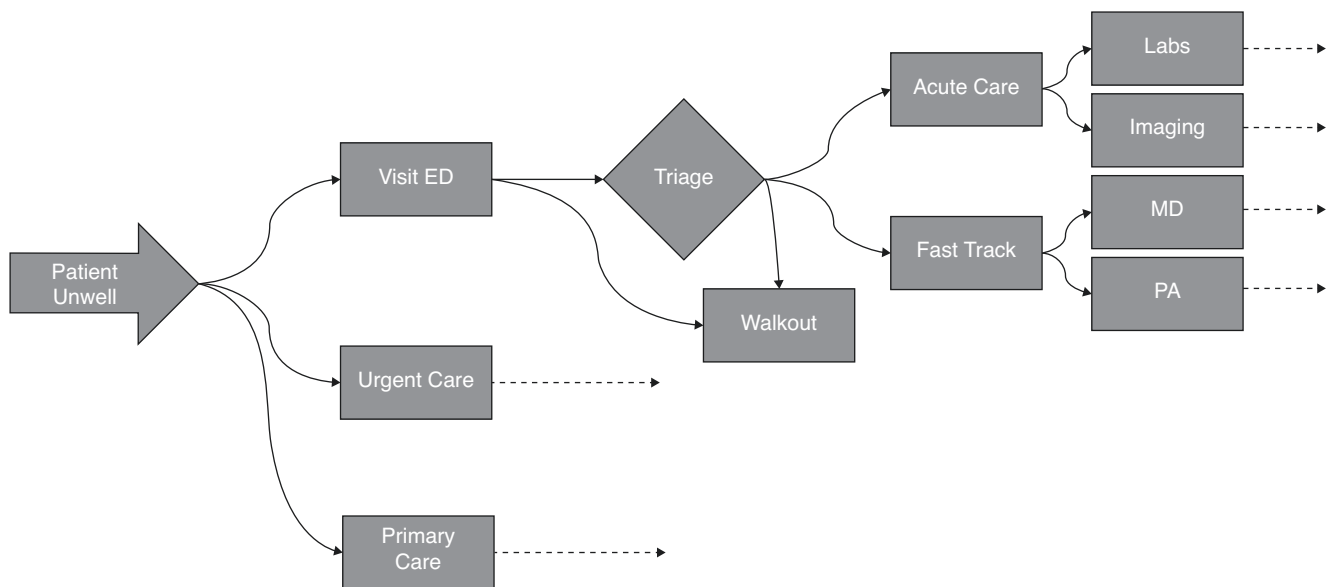 Patient
Unwell
Visit ED
Urgent Care
Primary
Care
Triage
Walkout
Acute Care
Fast Track
Labs
Imaging
MD
PA